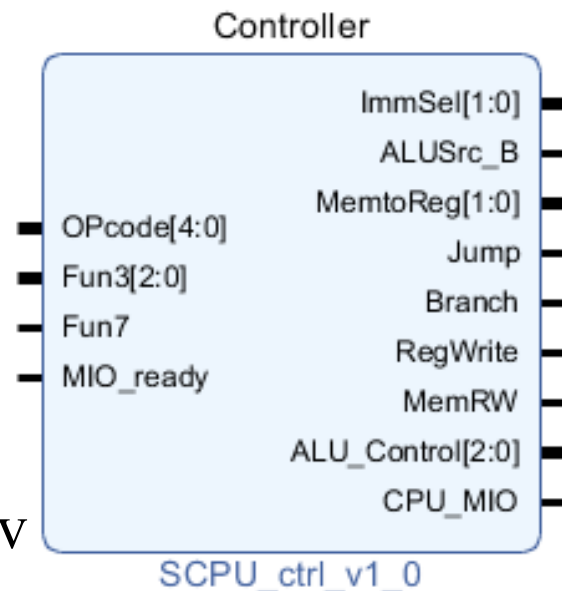 Controller
OPcode[4:0]
Fun3[2:0]
Fun7
MIO_ready
ImmSel[1:0]
ALUSrc_B
MemtoReg[1:0]
Jump
Branch
RegWrite
MemRW
ALU_Control[2:0]
CPU_MIO
v
SCPU_ctrl_v1_0